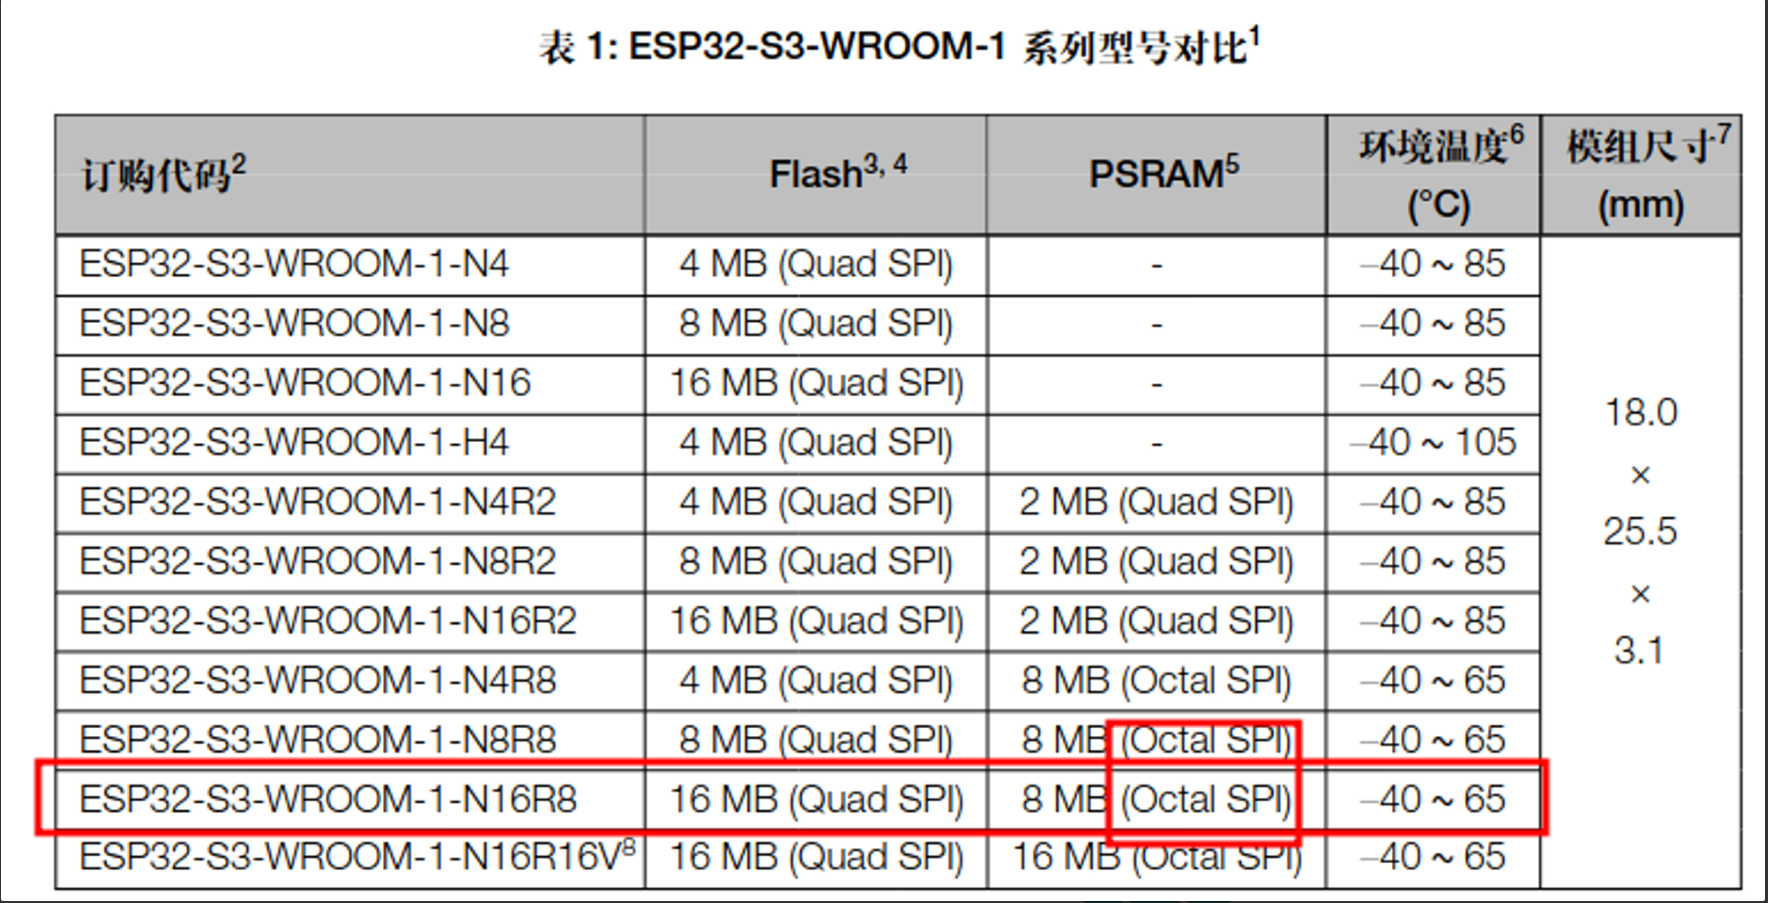 表 1: ESP32-S3-WROOM-1 系列型号对比1
订购代码2 Flash3, 4 PSRAM5 环境温度6 (°C) 模组尺寸7 (mm)
ESP32-S3-WROOM-1-N4 4 MB (Quad SPI) - –40 ~ 85
ESP32-S3-WROOM-1-N8 8 MB (Quad SPI) - –40 ~ 85
ESP32-S3-WROOM-1-N16 16 MB (Quad SPI) - –40 ~ 85
ESP32-S3-WROOM-1-H4 4 MB (Quad SPI) - –40 ~ 105
ESP32-S3-WROOM-1-N4R2 4 MB (Quad SPI) 2 MB (Quad SPI) –40 ~ 85
ESP32-S3-WROOM-1-N8R2 8 MB (Quad SPI) 2 MB (Quad SPI) –40 ~ 85
ESP32-S3-WROOM-1-N16R2 16 MB (Quad SPI) 2 MB (Quad SPI) –40 ~ 85
ESP32-S3-WROOM-1-N4R8 4 MB (Quad SPI) 8 MB (Octal SPI) –40 ~ 65
ESP32-S3-WROOM-1-N8R8 8 MB (Quad SPI) 8 MB (Octal SPI) –40 ~ 65
ESP32-S3-WROOM-1-N16R8 16 MB (Quad SPI) 8 MB (Octal SPI) –40 ~ 65
ESP32-S3-WROOM-1-N16R16V8 16 MB (Quad SPI) 16 MB (Octal SPI) –40 ~ 65
18.0
×
25.5
×
3.1